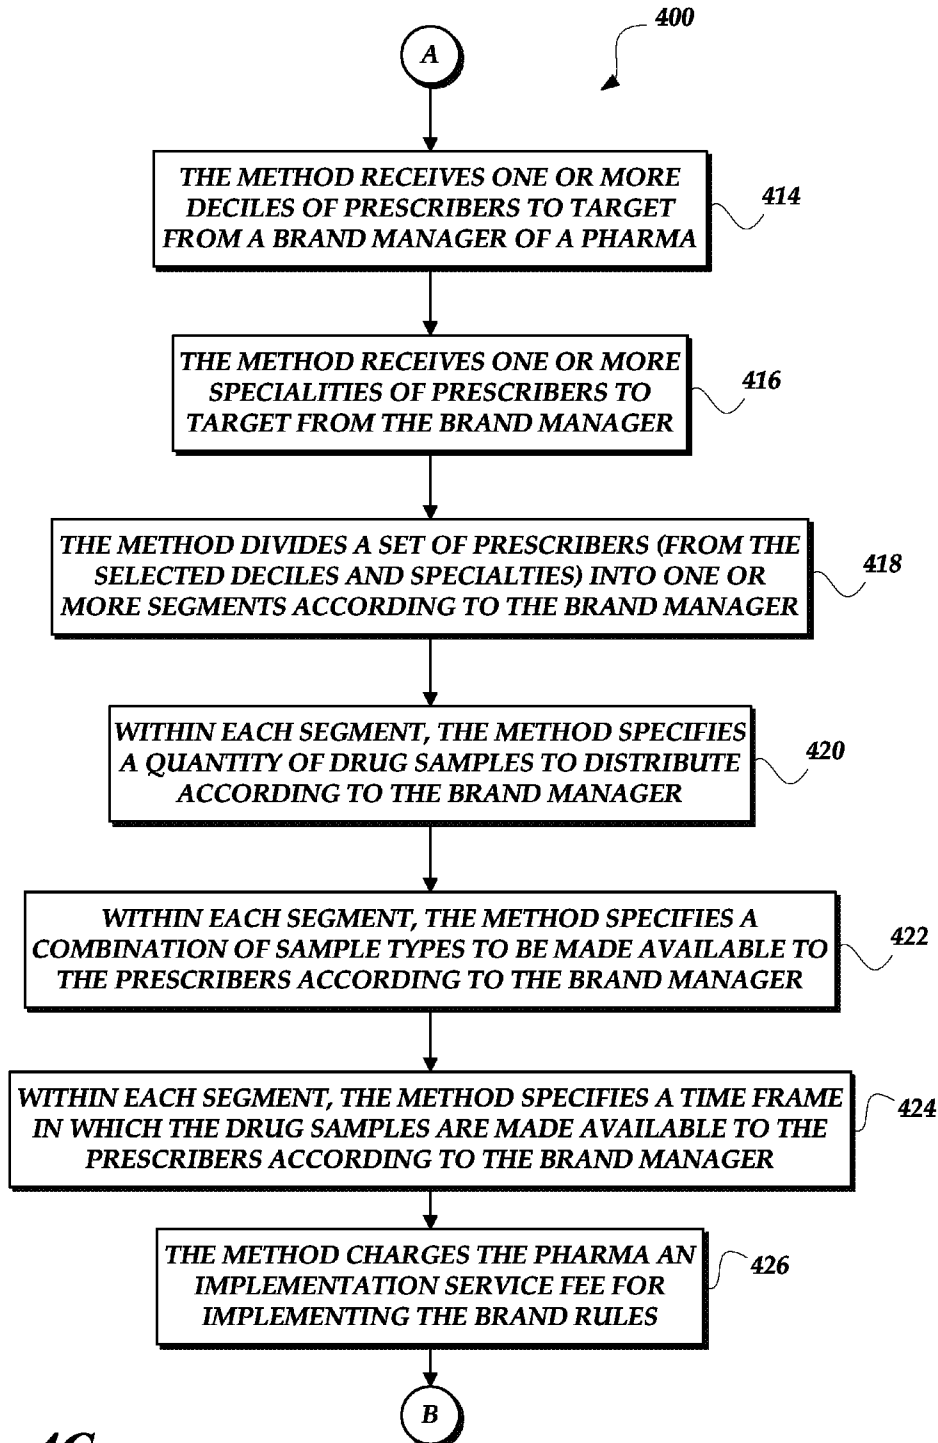 400
A
THE METHOD RECEIVES ONE OR MORE
DECILES OF PRESCRIBERS TO TARGET
FROM A BRAND MANAGER OF A PHARMA
414
THE METHOD RECEIVES ONE OR MORE
SPECIALITIES OF PRESCRIBERS TO
TARGET FROM THE BRAND MANAGER
416
THE METHOD DIVIDES A SET OF PRESCRIBERS (FROM THE
SELECTED DECILES AND SPECIALTIES) INTO ONE OR
MORE SEGMENTS ACCORDING TO THE BRAND MANAGER
418
WITHIN EACH SEGMENT, THE METHOD SPECIFIES
A QUANTITY OF DRUG SAMPLES TO DISTRIBUTE
ACCORDING TO THE BRAND MANAGER
420
WITHIN EACH SEGMENT, THE METHOD SPECIFIES A
COMBINATION OF SAMPLE TYPES TO BE MADE AVAILABLE TO
THE PRESCRIBERS ACCORDING TO THE BRAND MANAGER
422
WITHIN EACH SEGMENT, THE METHOD SPECIFIES A TIME FRAME
IN WHICH THE DRUG SAMPLES ARE MADE AVAILABLE TO THE
PRESCRIBERS ACCORDING TO THE BRAND MANAGER
424
THE METHOD CHARGES THE PHARMA AN
IMPLEMENTATION SERVICE FEE FOR
IMPLEMENTING THE BRAND RULES
426
B